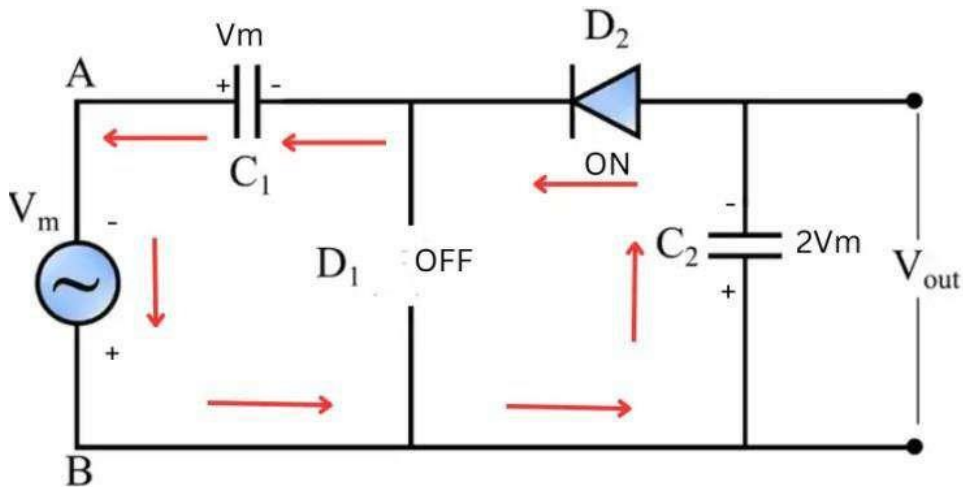 Vm
D₂
A
+
-
C₁
ON
Vₘ
-
-
D₁
OFF
C₂
2Vm
Vₒᵤₜ
+
+
B